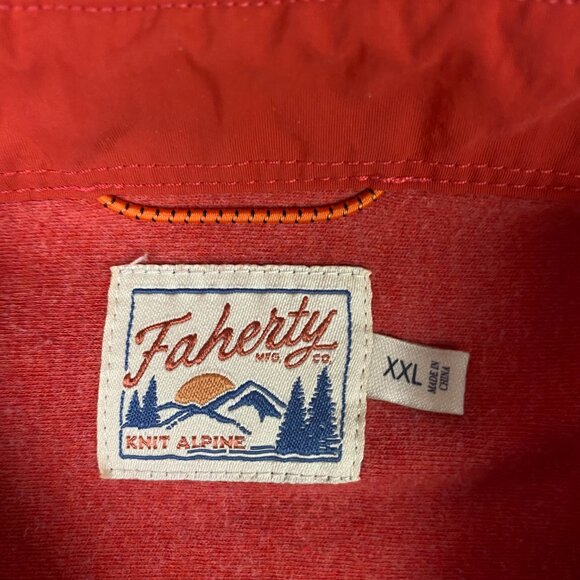 Faherty
MFG. CO.
KNIT ALPINE
XXL
MADE IN
CHINA